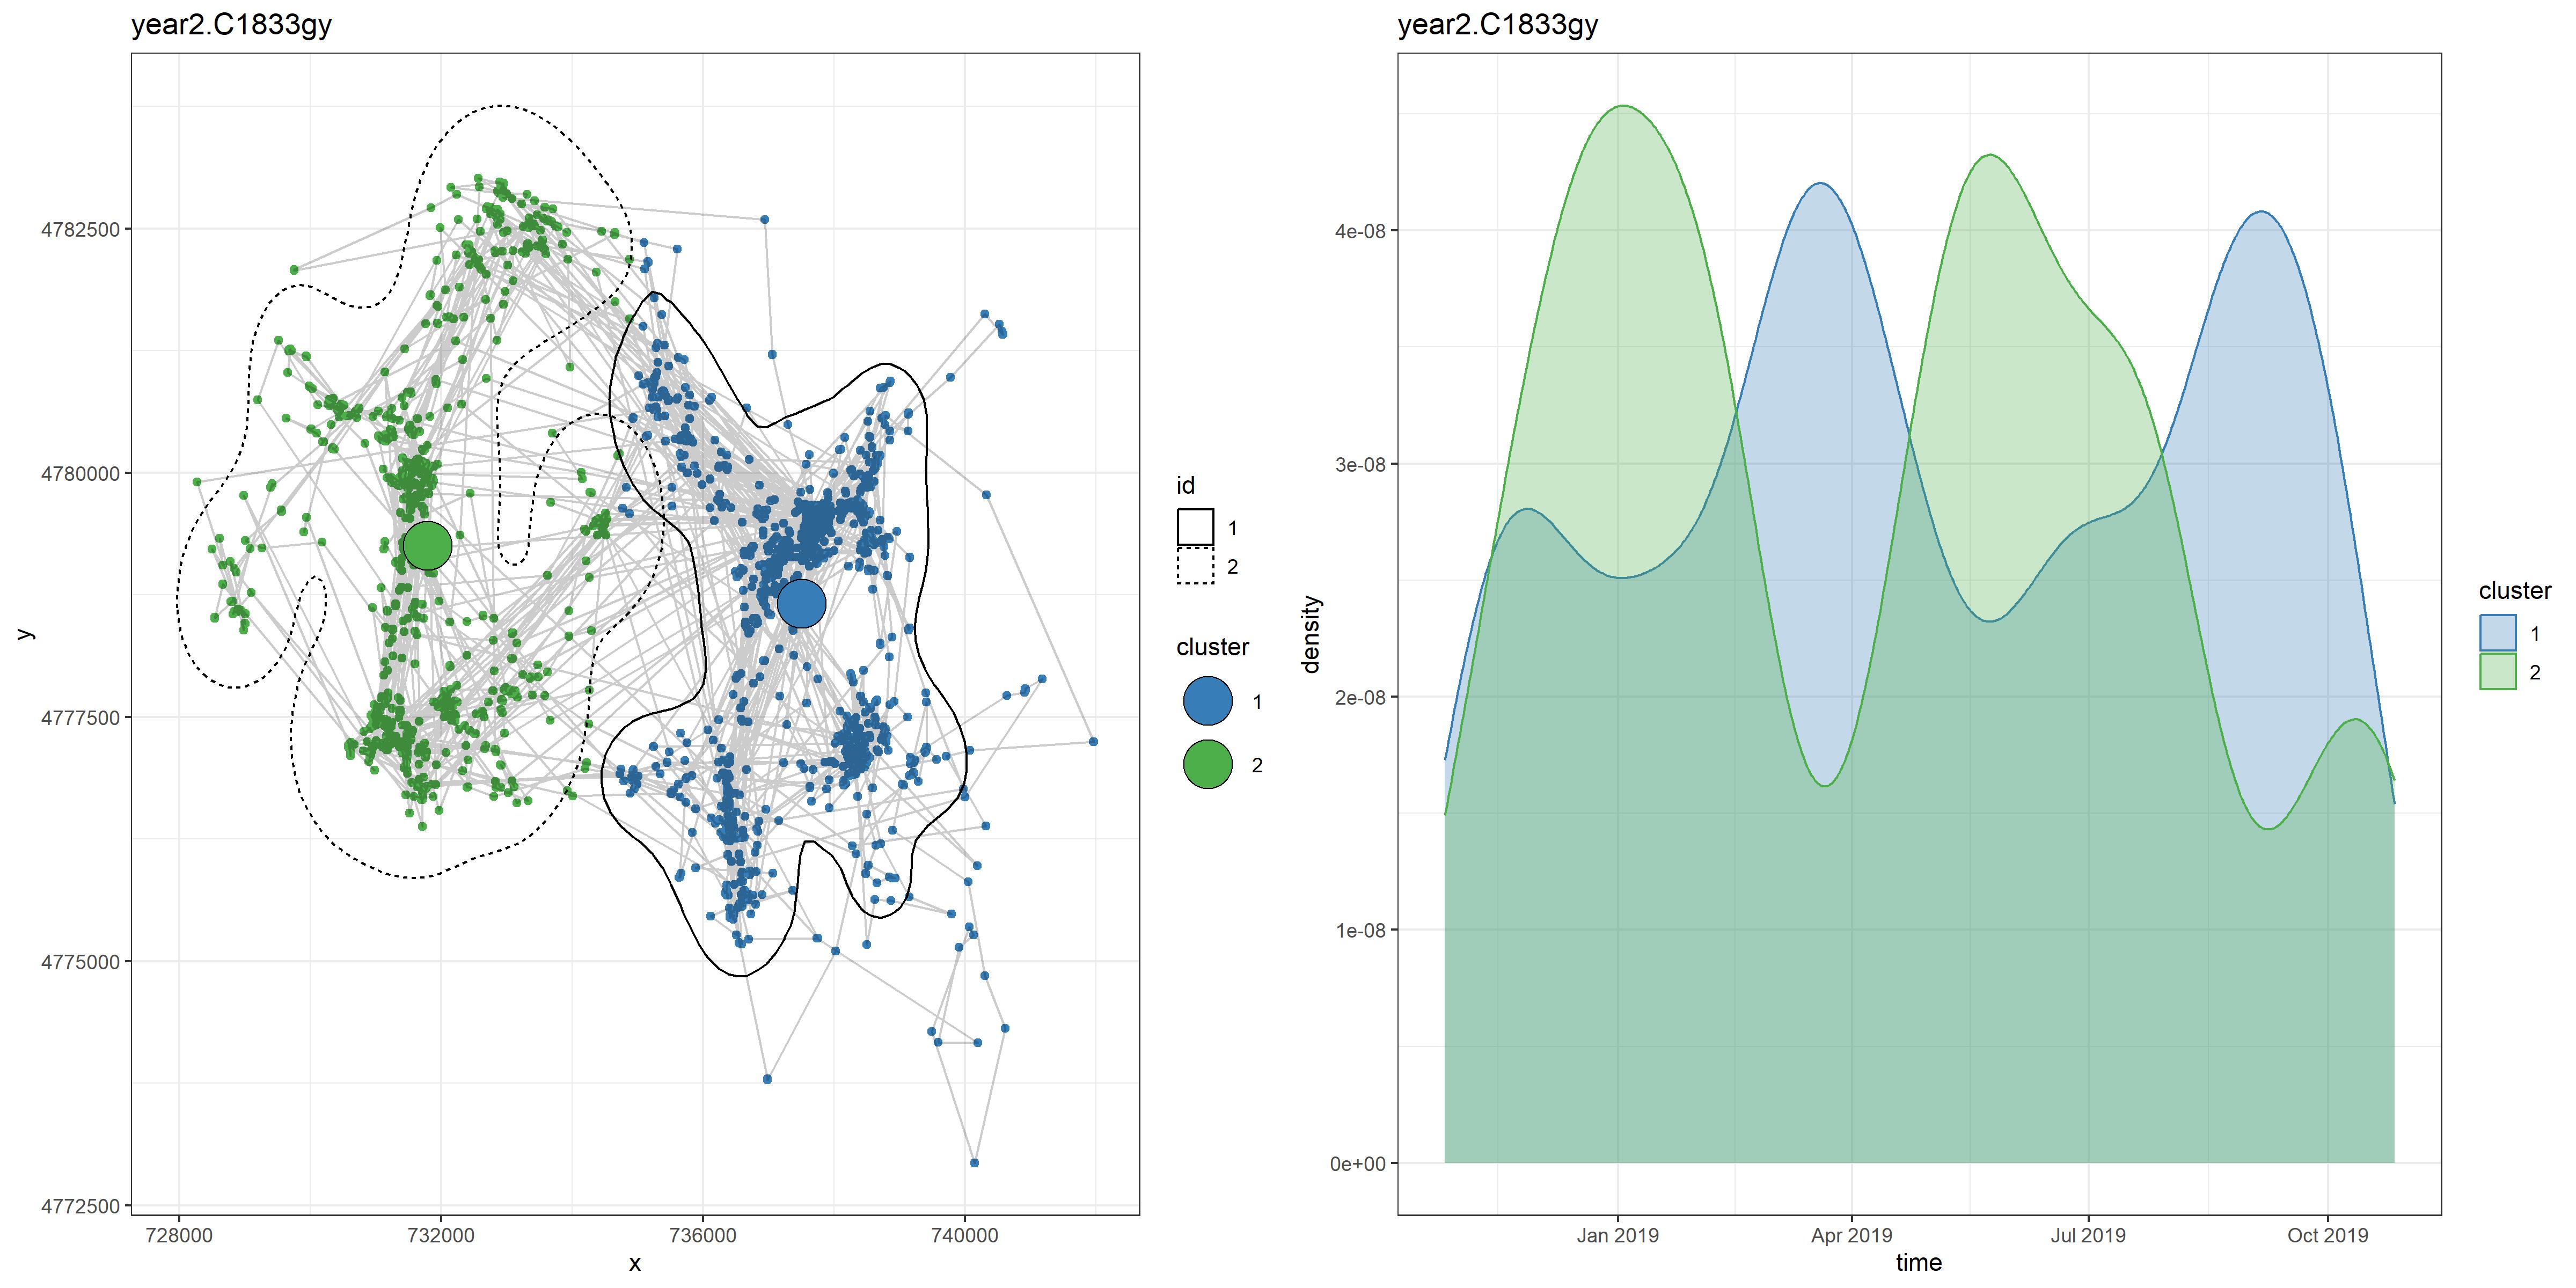 year2.C1833gy
4782500
4780000
4777500
4775000
4772500
y
728000
732000
736000
740000
x
id
1
2
cluster
1
2
year2.C1833gy
4e-08
3e-08
2e-08
1e-08
0e+00
density
Jan 2019
Apr 2019
Jul 2019
Oct 2019
time
cluster
1
2